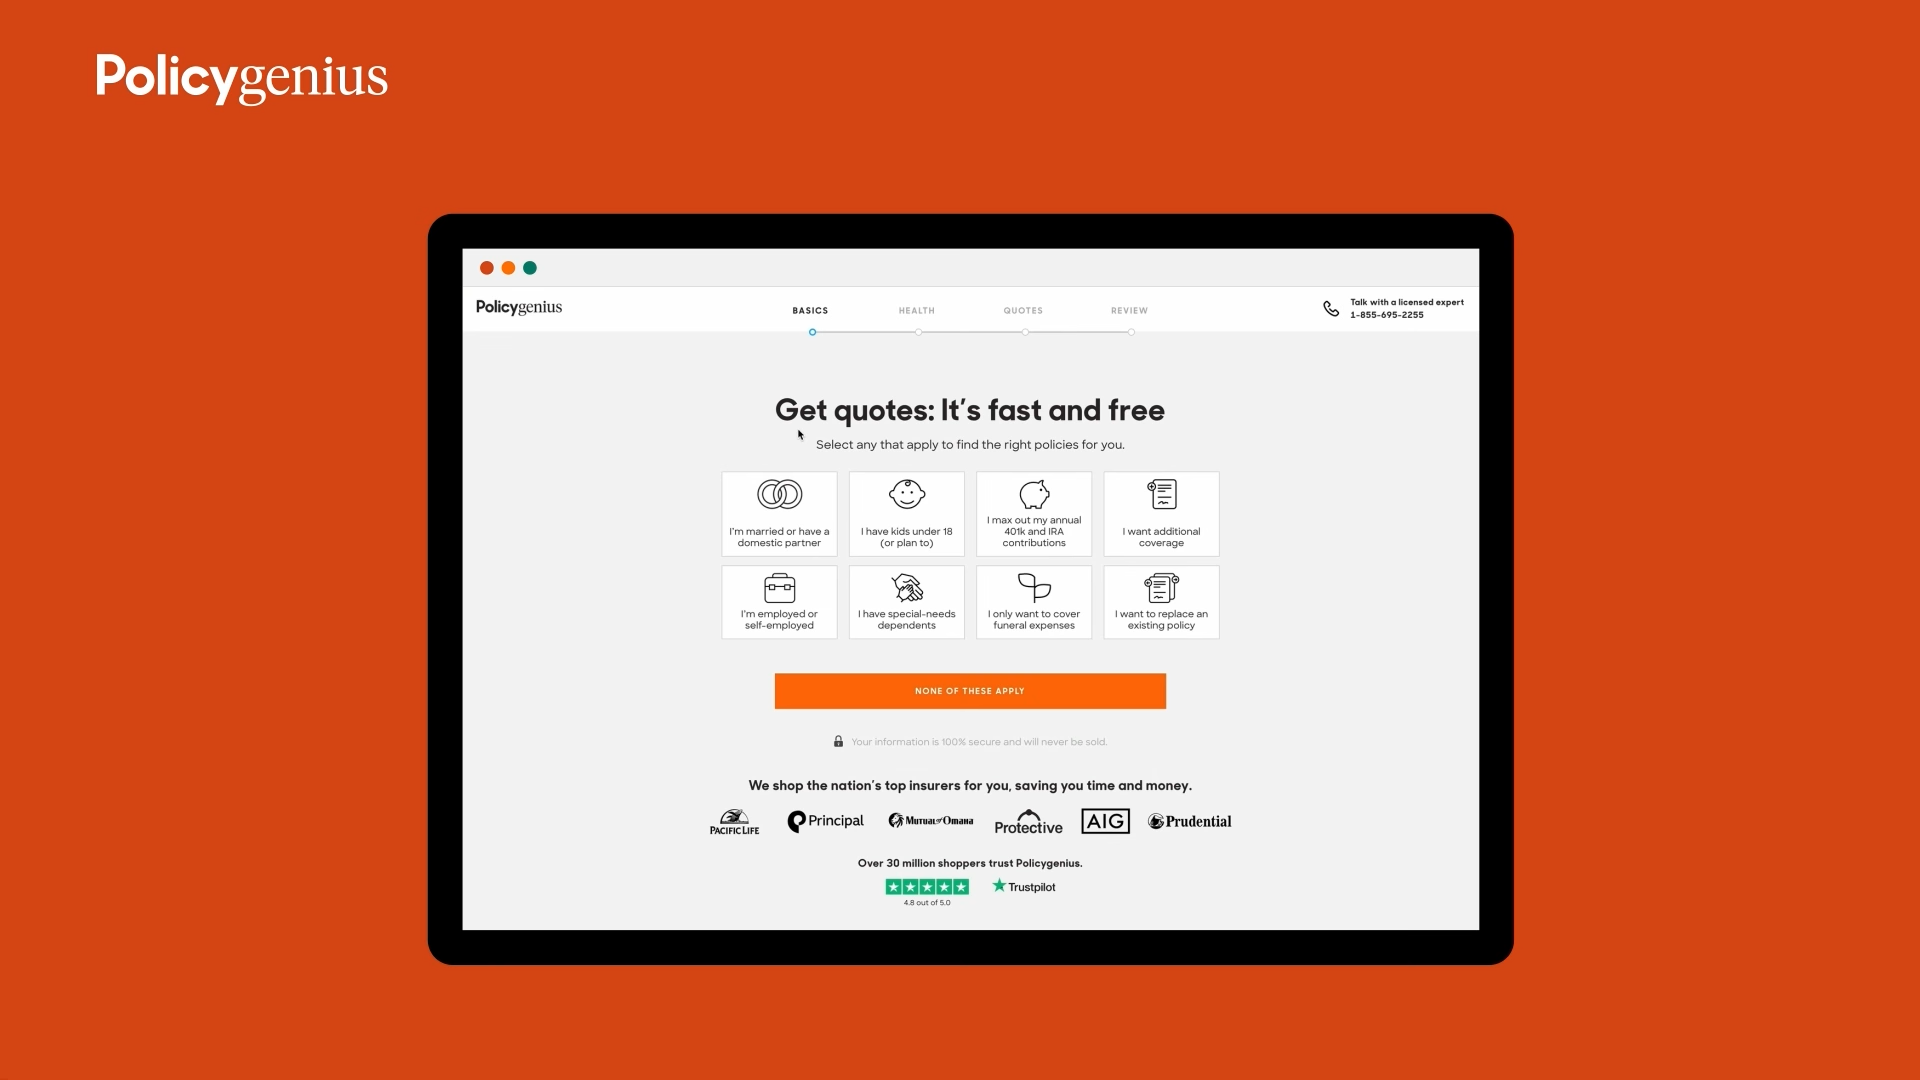 Policygenius
Policygenius
BASICS
HEALTH
QUOTES
REVIEW
Talk with a licensed expert
1-855-695-2255
Get quotes: It's fast and free
Select any that apply to find the right policies for you.
I'm married or have a
domestic partner
I have kids under 18
(or plan to)
I max out my annual
401k and IRA
contributions
I want additional
coverage
I'm employed or
self-employed
I have special-needs
dependents
I only want to cover
funeral expenses
I want to replace an
existing policy
NONE OF THESE APPLY
Your information is 100% secure and will never be sold.
We shop the nation's top insurers for you, saving you time and money.
PACIFIC LIFE
Principal
MUTUAL of OMAHA
Protective
AIG
Prudential
Over 30 million shoppers trust Policygenius.
Trustpilot
4.8 out of 5.0